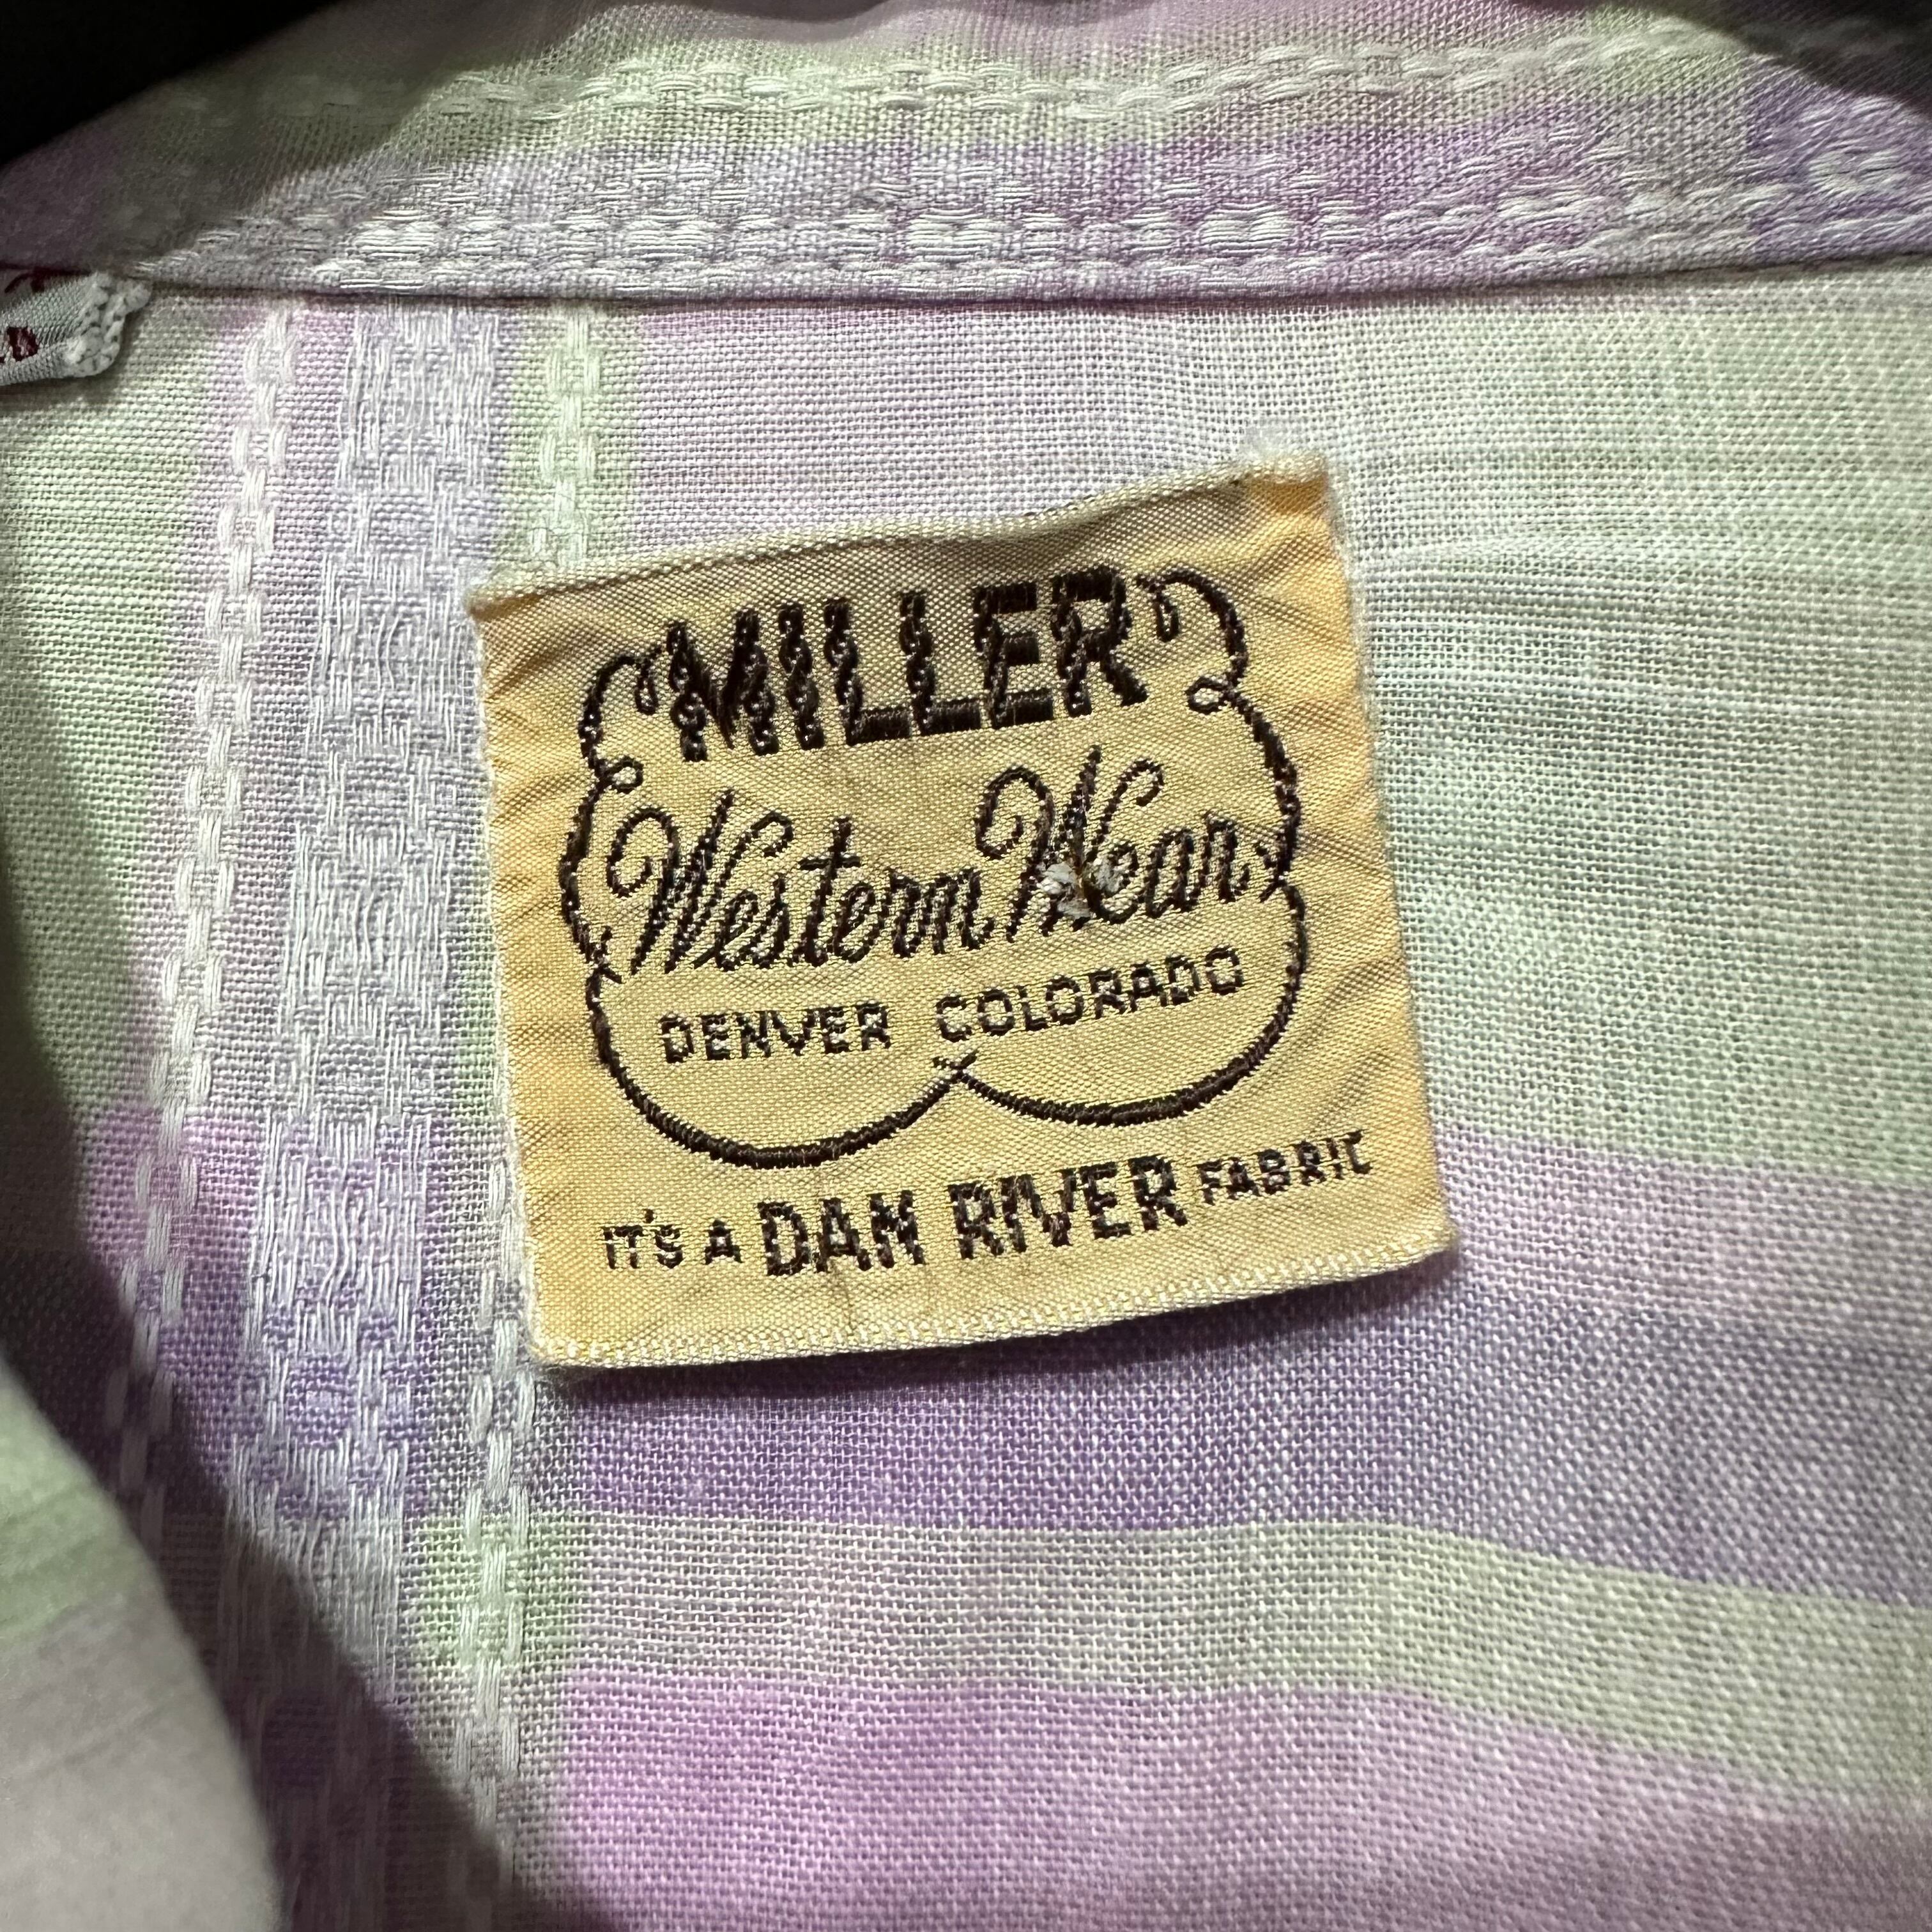 MILLER
Western Wear
DENVER COLORADO
IT'S A DAN RIVER FABRIC